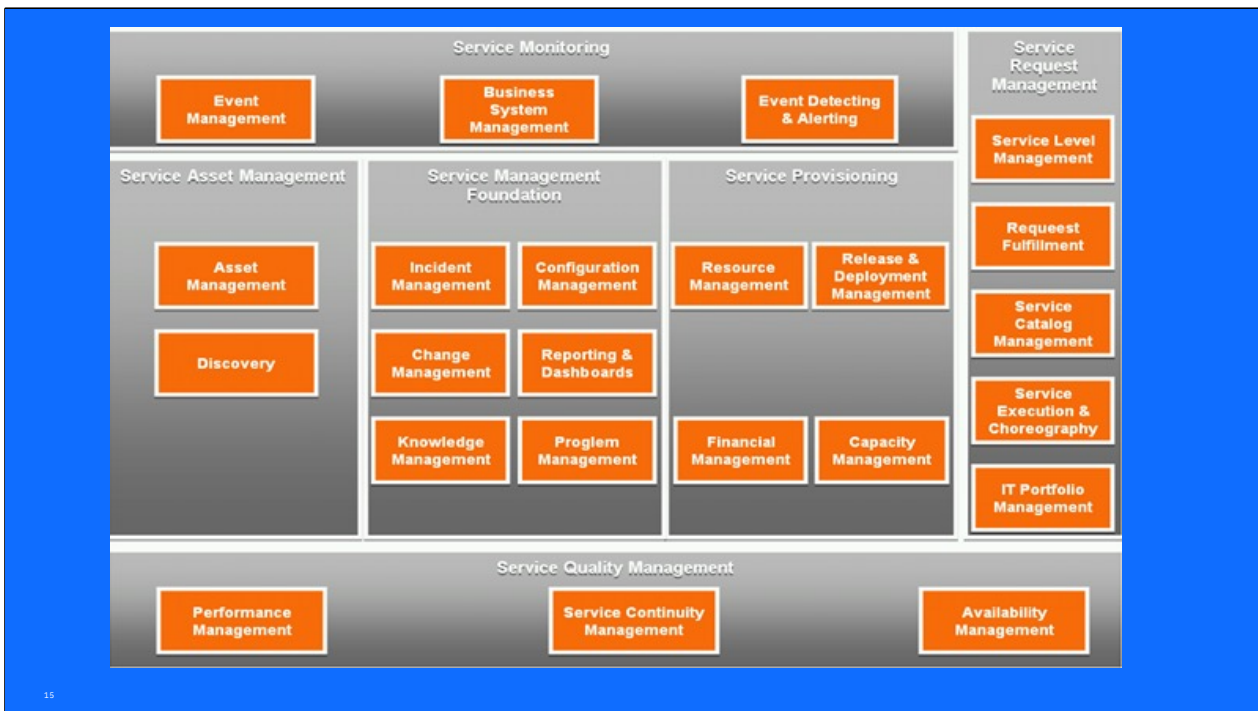 Service Monitoring
Event
Management
Business
System
Management
Event Detecting
& Alerting
Service
Request
Management
Service Level
Management
Requeest
Fulfillment
Service
Catalog
Management
Service
Execution &
Choreography
IT Portfolio
Management
Service Asset Management
Asset
Management
Discovery
Service Management
Foundation
Incident
Management
Configuration
Management
Change
Management
Reporting &
Dashboards
Knowledge
Management
Proglem
Management
Service Provisioning
Resource
Management
Release &
Deployment
Management
Financial
Management
Capacity
Management
Service Quality Management
Performance
Management
Service Continuity
Management
Availability
Management
15